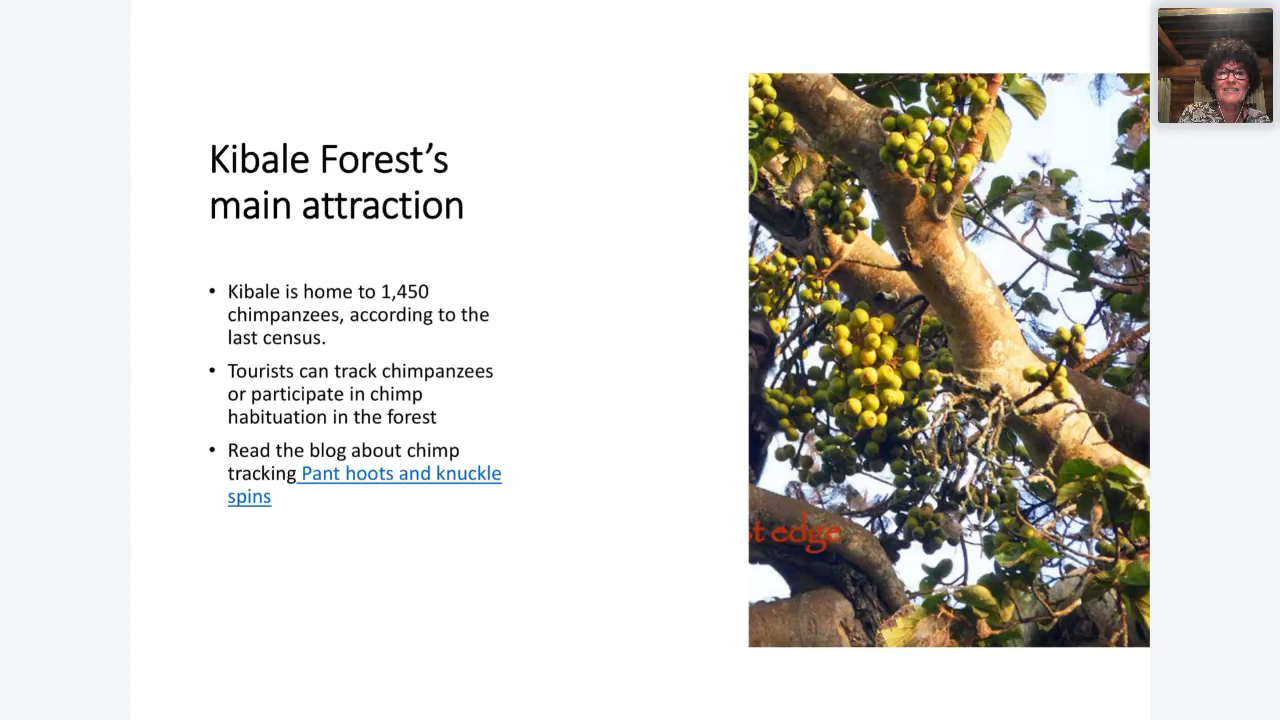 Kibale Forest’s
main attraction
• Kibale is home to 1,450
chimpanzees, according to the
last census.
• Tourists can track chimpanzees
or participate in chimp
habituation in the forest
• Read the blog about chimp
tracking Pant hoots and knuckle
spins
st edge